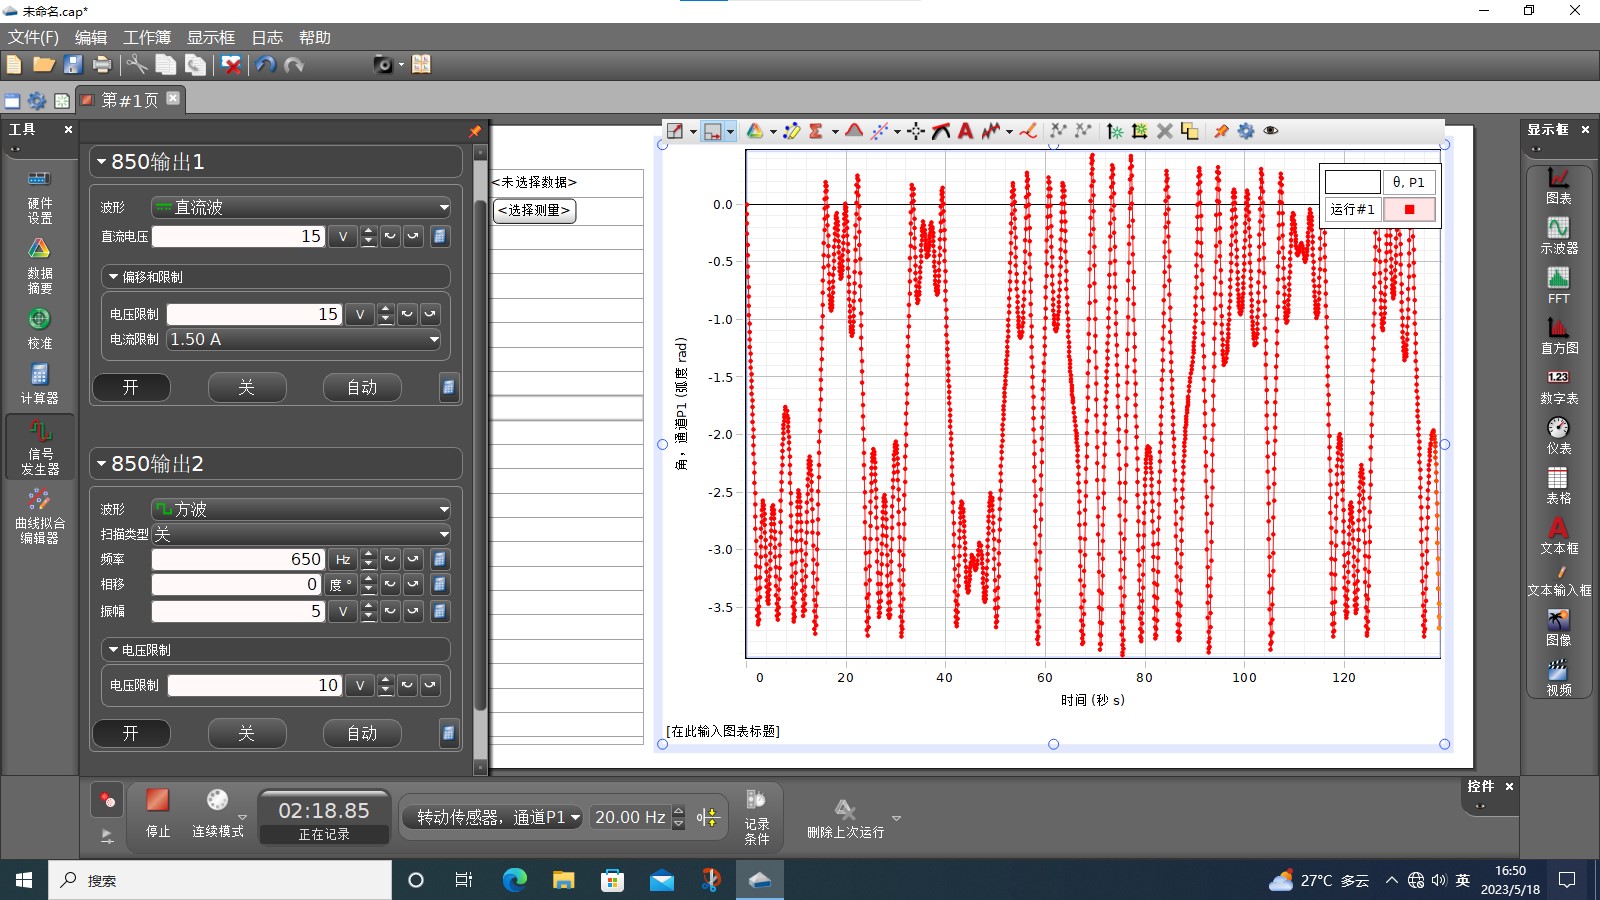 未命名.cap*
文件(F) 编辑 工作簿 显示框 日志 帮助
第#1页
工具
硬件
设置
数据
摘要
校准
计算器
信号
发生器
曲线拟合
编辑器
850输出1
波形 直流波
直流电压 15 V
偏移和限制
电压限制 15 V
电流限制 1.50 A
开 关 自动
850输出2
波形 方波
扫描类型 关
频率 650 Hz
相移 0 度 °
振幅 5 V
电压限制
电压限制 10 V
开 关 自动
<未选择数据>
<选择测量>
θ, P1
运行#1
角，通道P1 (弧度 rad)
0.0
-0.5
-1.0
-1.5
-2.0
-2.5
-3.0
-3.5
0 20 40 60 80 100 120
时间 (秒 s)
[在此输入图表标题]
显示框
图表
示波器
FFT
直方图
1.23
数字表
仪表
表格
文本框
文本输入框
图像
视频
控件
停止
连续模式
02:18.85
正在记录
转动传感器，通道P1
20.00 Hz
记录
条件
删除上次运行
搜索
27°C 多云
英
16:50
2023/5/18